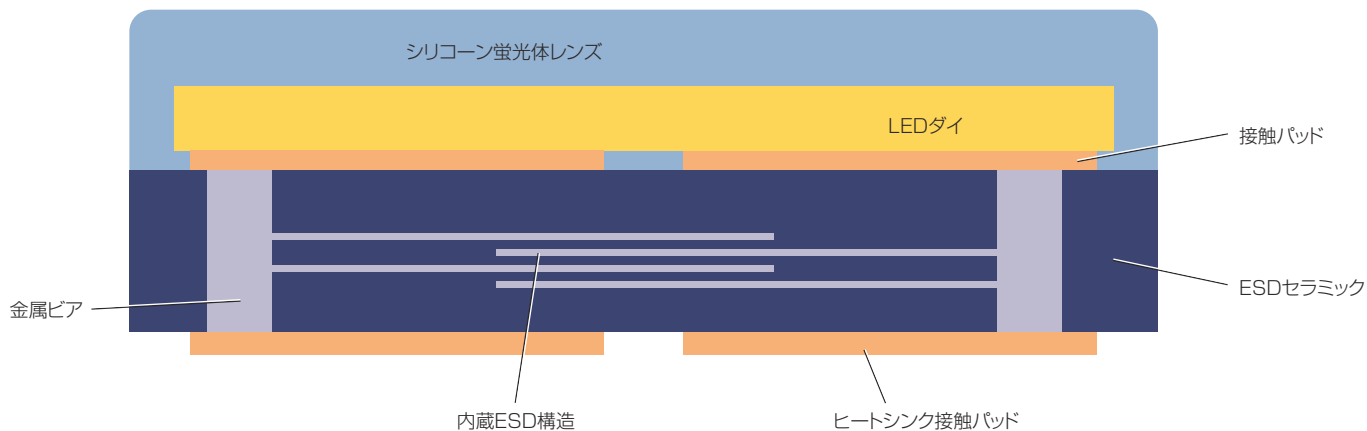 シリコーン蛍光体レンズ
LEDダイ
接触パッド
ESDセラミック
金属ビア
内蔵ESD構造
ヒートシンク接触パッド